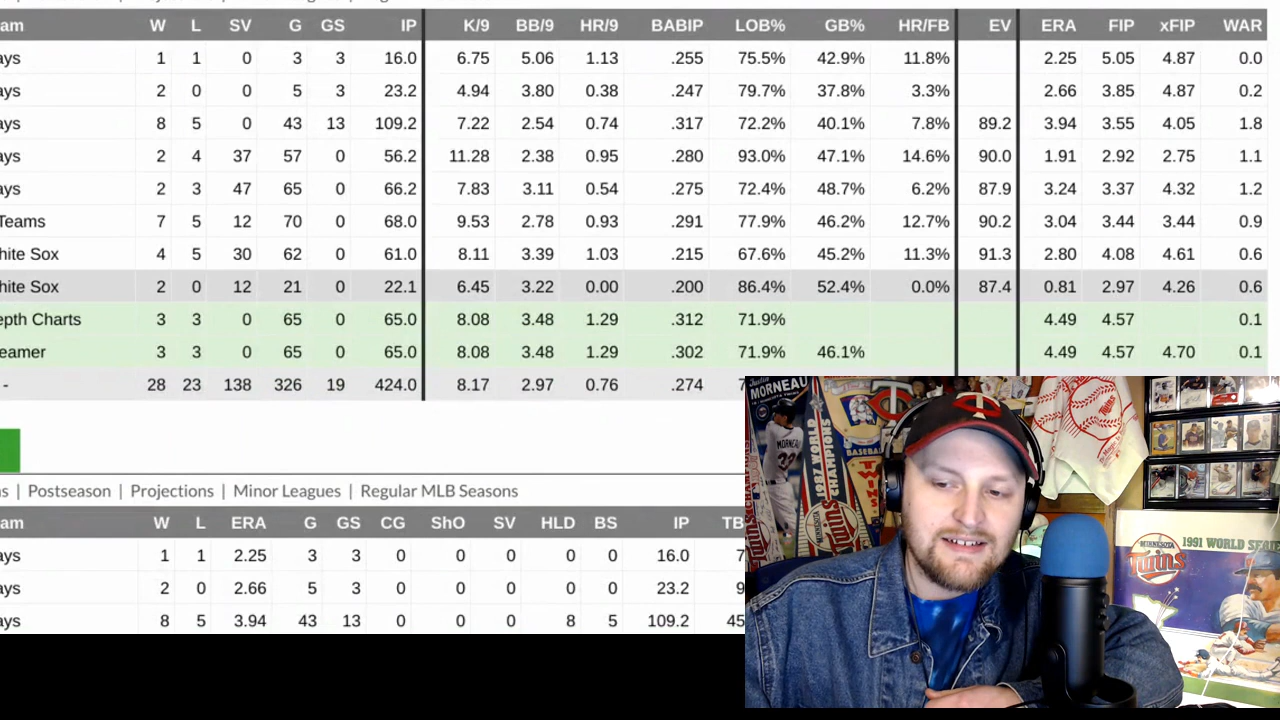 am W L SV G GS IP K/9 BB/9 HR/9 BABIP LOB% GB% HR/FB EV ERA FIP xFIP WAR
ays 1 1 0 3 3 16.0 6.75 5.06 1.13 .255 75.5% 42.9% 11.8% 2.25 5.05 4.87 0.0
ays 2 0 0 5 3 23.2 4.94 3.80 0.38 .247 79.7% 37.8% 3.3% 2.66 3.85 4.87 0.2
ays 8 5 0 43 13 109.2 7.22 2.54 0.74 .317 72.2% 40.1% 7.8% 89.2 3.94 3.55 4.05 1.8
ays 2 4 37 57 0 56.2 11.28 2.38 0.95 .280 93.0% 47.1% 14.6% 90.0 1.91 2.92 2.75 1.1
ays 2 3 47 65 0 66.2 7.83 3.11 0.54 .275 72.4% 48.7% 6.2% 87.9 3.24 3.37 4.32 1.2
Teams 7 5 12 70 0 68.0 9.53 2.78 0.93 .291 77.9% 46.2% 12.7% 90.2 3.04 3.44 3.44 0.9
hite Sox 4 5 30 62 0 61.0 8.11 3.39 1.03 .215 67.6% 45.2% 11.3% 91.3 2.80 4.08 4.61 0.6
hite Sox 2 0 12 21 0 22.1 6.45 3.22 0.00 .200 86.4% 52.4% 0.0% 87.4 0.81 2.97 4.26 0.6
epth Charts 3 3 0 65 0 65.0 8.08 3.48 1.29 .312 71.9% 4.49 4.57 0.1
eamer 3 3 0 65 0 65.0 8.08 3.48 1.29 .302 71.9% 46.1% 4.49 4.57 4.70 0.1
- 28 23 138 326 19 424.0 8.17 2.97 0.76 .274 7
s | Postseason | Projections | Minor Leagues | Regular MLB Seasons
am W L ERA G GS CG ShO SV HLD BS IP TB
ays 1 1 2.25 3 3 0 0 0 0 0 16.0 7
ays 2 0 2.66 5 3 0 0 0 0 0 23.2 9
ays 8 5 3.94 43 13 0 0 0 8 5 109.2 45
Justin
MORNEAU
1987 WORLD CHAMPIONS
BASEBALL
TWINS
MINNESOTA
Twins
Twins
MINNESOTA
Twins
1991 WORLD SERIE